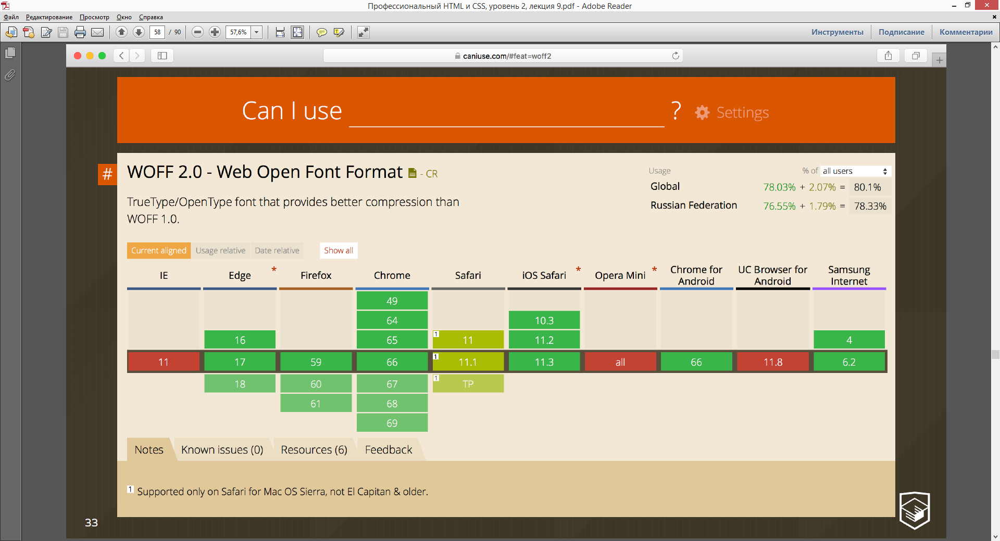 Профессиональный HTML и CSS, уровень 2, лекция 9.pdf - Adobe Reader
Файл Редактирование Просмотр Окно Справка
58 / 90 57,6% Инструменты Подписание Комментарии
caniuse.com/#feat=woff2
Can I use ? Settings
# WOFF 2.0 - Web Open Font Format - CR
TrueType/OpenType font that provides better compression than
WOFF 1.0.
Usage % of all users
Global 78.03% + 2.07% = 80.1%
Russian Federation 76.55% + 1.79% = 78.33%
Current aligned Usage relative Date relative Show all
IE Edge * Firefox Chrome Safari iOS Safari * Opera Mini * Chrome for Android UC Browser for Android Samsung Internet
49
64 10.3
16 65 1 11 11.2 4
11 17 59 66 1 11.1 11.3 all 66 11.8 6.2
18 60 67 1 TP
61 68
69
Notes Known issues (0) Resources (6) Feedback
1 Supported only on Safari for Mac OS Sierra, not El Capitan & older.
33